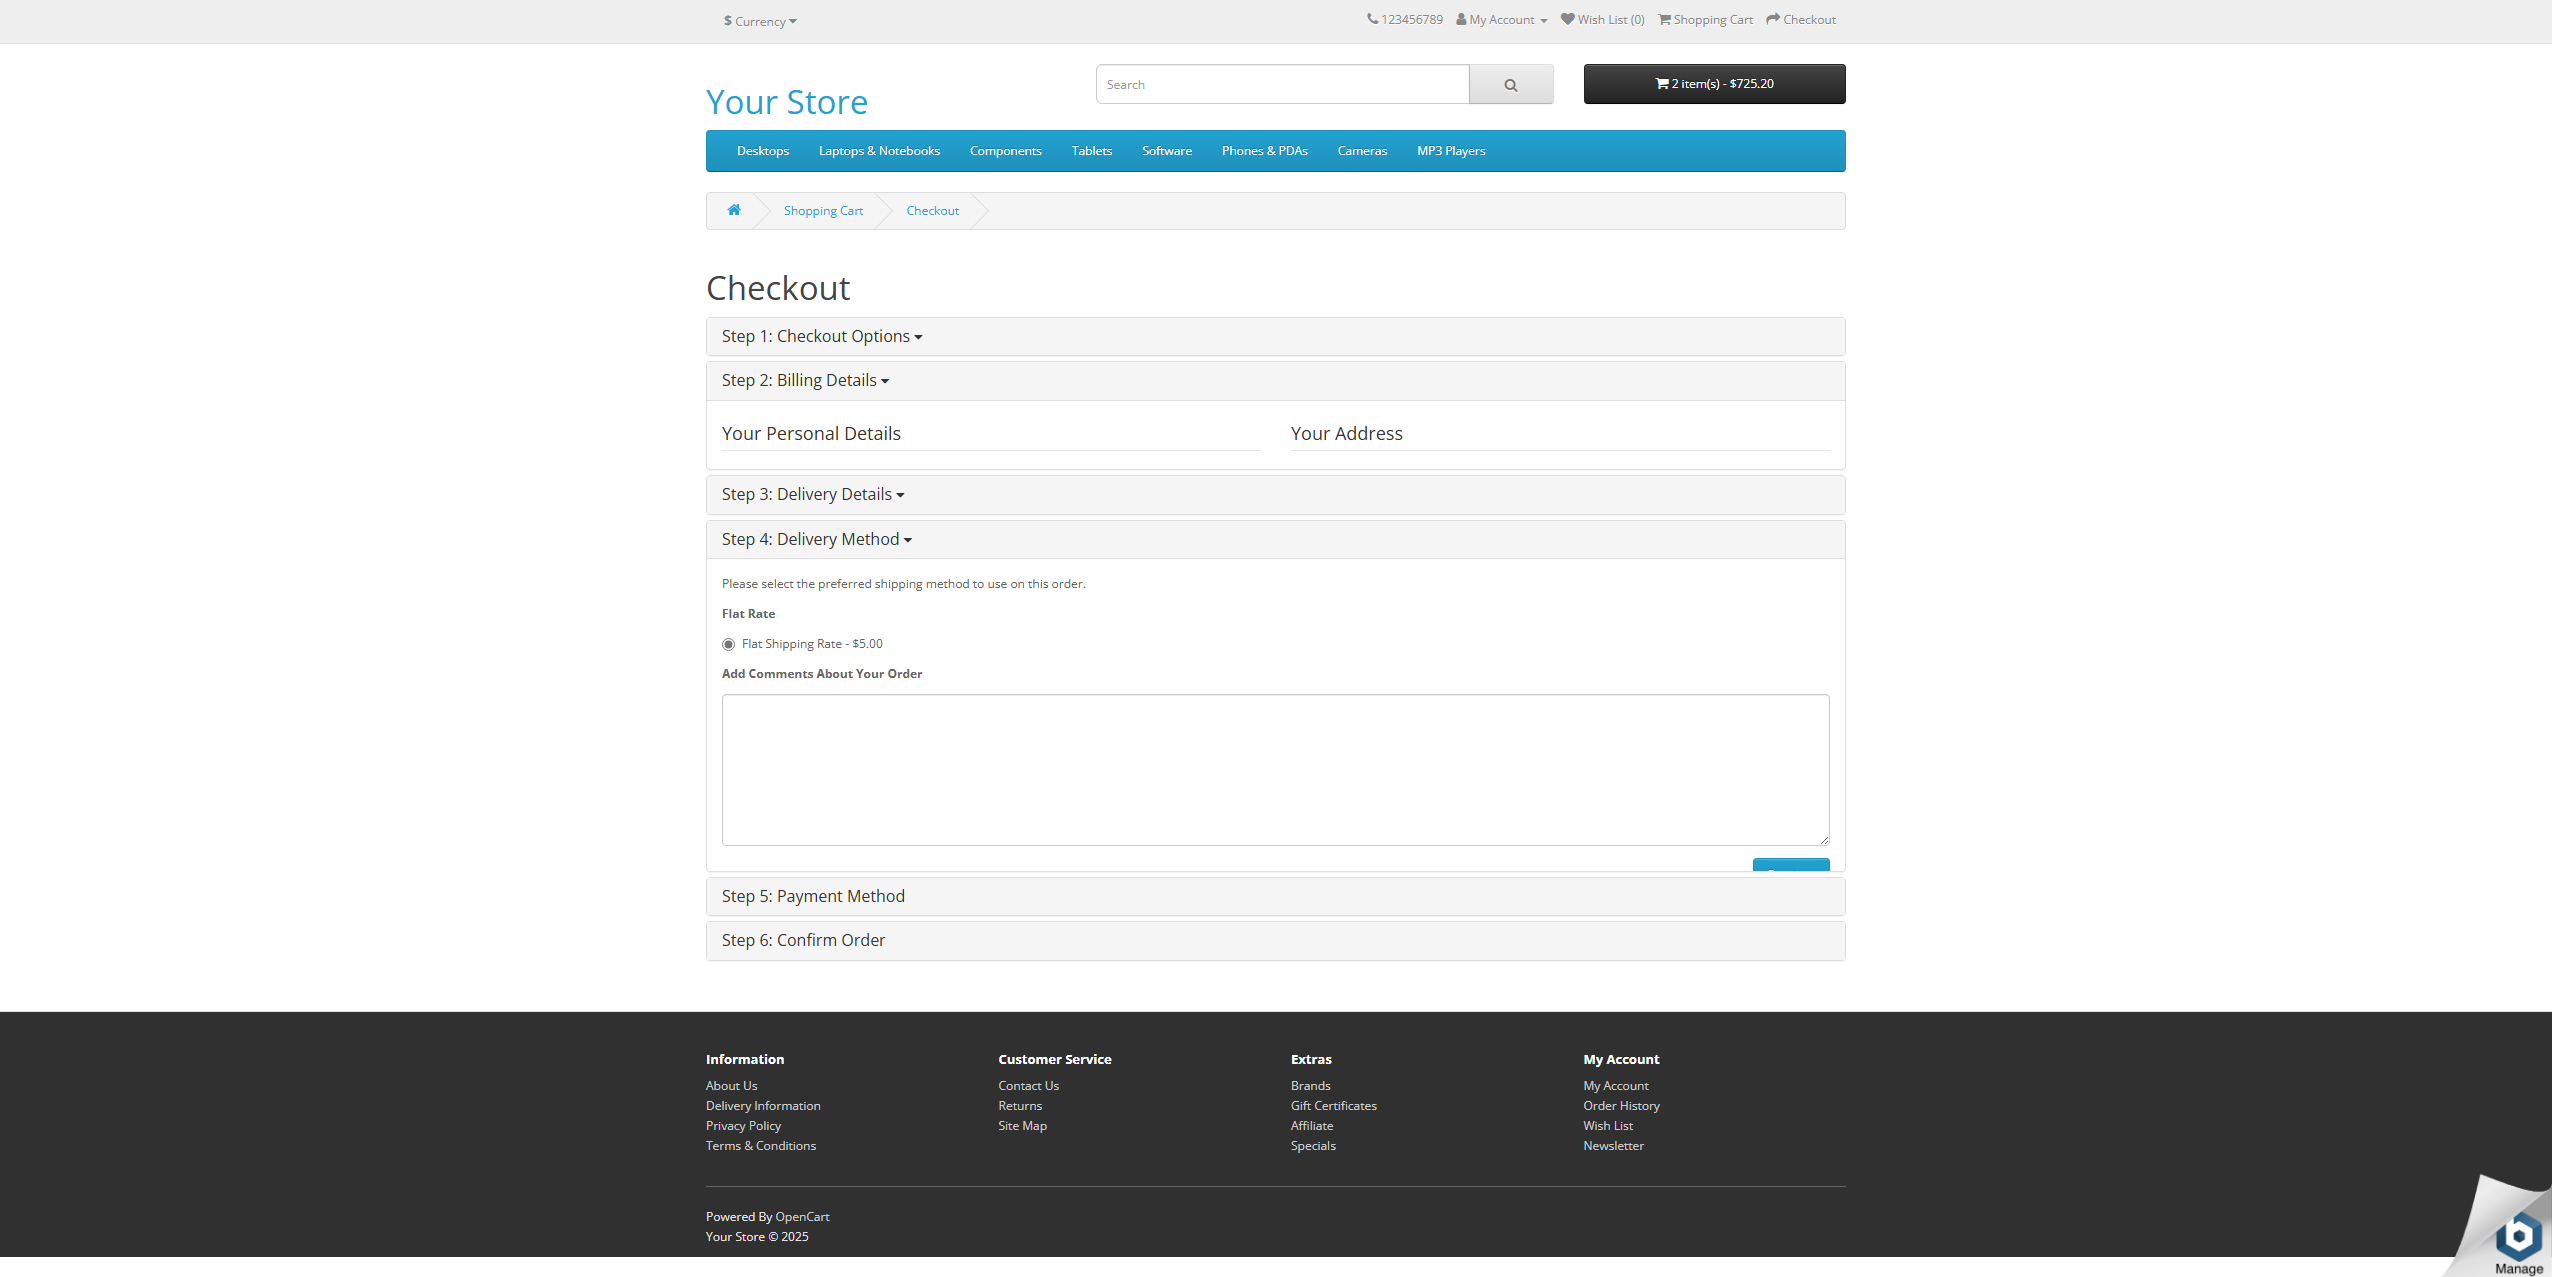 $ Currency
123456789 My Account Wish List (0) Shopping Cart Checkout
Your Store
Search
2 item(s) - $725.20
Desktops Laptops & Notebooks Components Tablets Software Phones & PDAs Cameras MP3 Players
Shopping Cart Checkout
Checkout
Step 1: Checkout Options
Step 2: Billing Details
Your Personal Details Your Address
Step 3: Delivery Details
Step 4: Delivery Method
Please select the preferred shipping method to use on this order.
Flat Rate
Flat Shipping Rate - $5.00
Add Comments About Your Order
Step 5: Payment Method
Step 6: Confirm Order
Information Customer Service Extras My Account
About Us Contact Us Brands My Account
Delivery Information Returns Gift Certificates Order History
Privacy Policy Site Map Affiliate Wish List
Terms & Conditions Specials Newsletter
Powered By OpenCart
Your Store © 2025
Manage